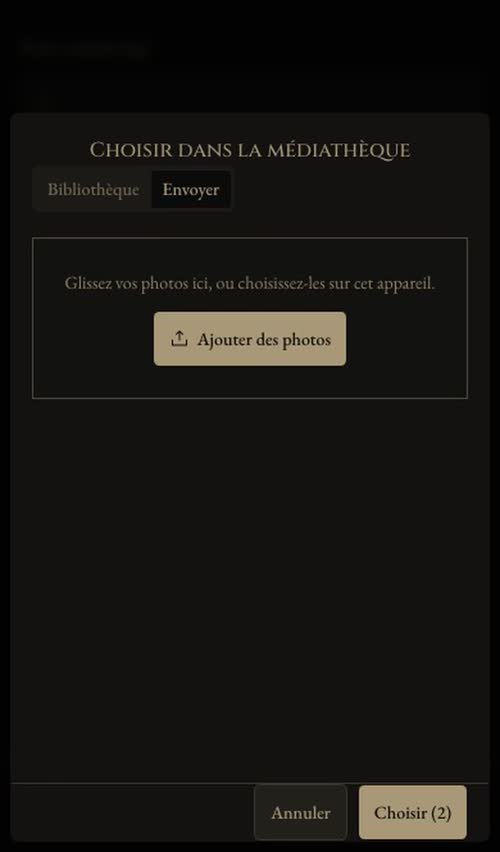 Choisir dans la médiathèque
Bibliothèque Envoyer
Glissez vos photos ici, ou choisissez-les sur cet appareil.
Ajouter des photos
Annuler Choisir (2)